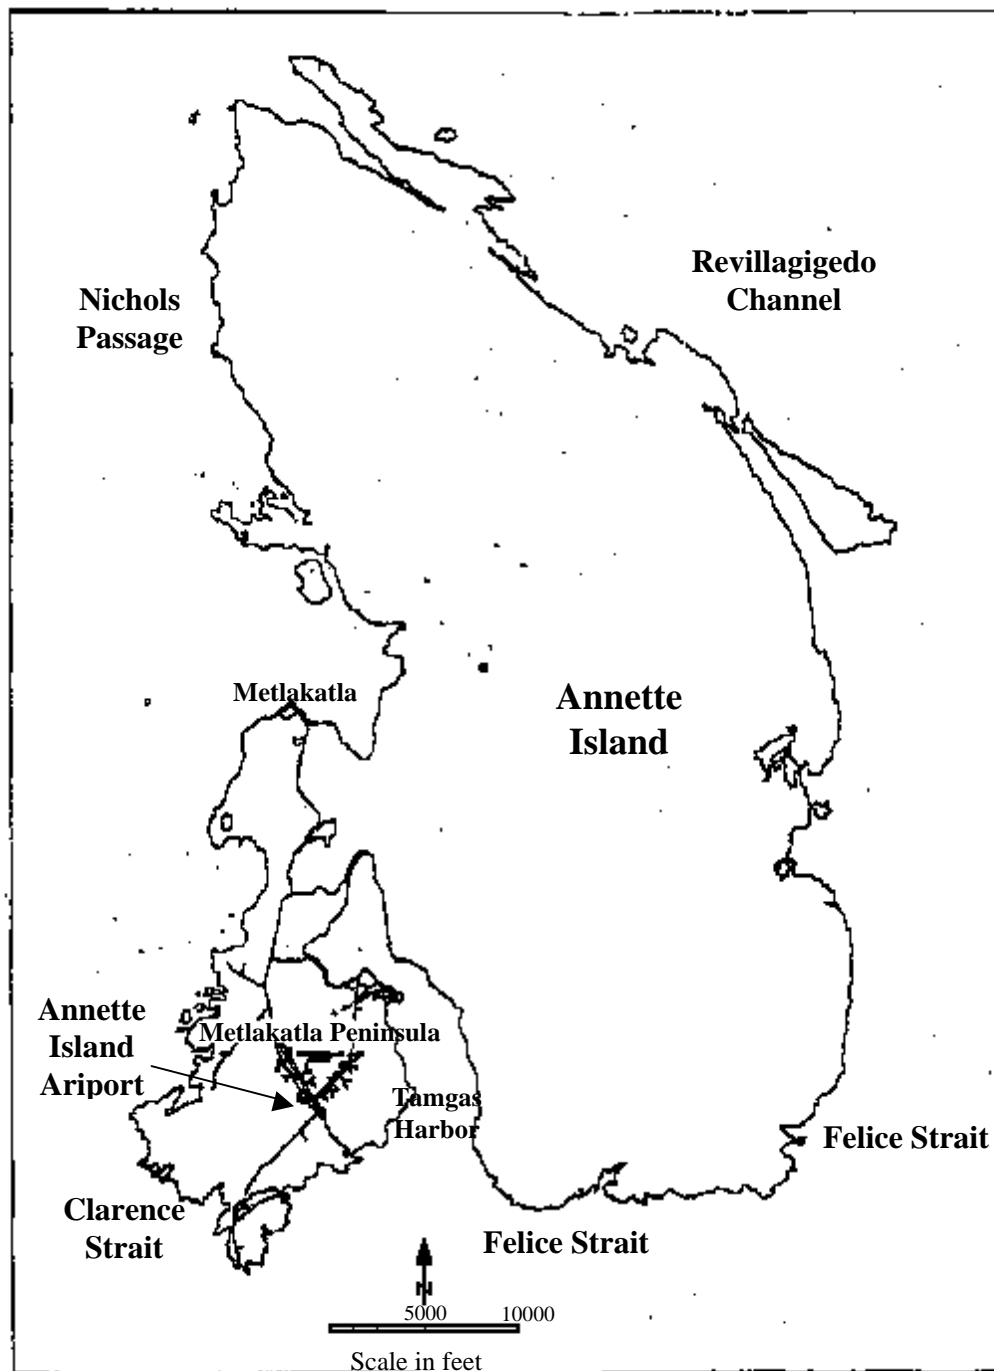 Revillagigedo
Channel
Nichols
Passage
Metlakatla
Annette
Island
Annette
Island
Ariport
Metlakatla Peninsula
Tamgas
Harbor
Felice Strait
Clarence
Strait
Felice Strait
N
5000 10000
Scale in feet